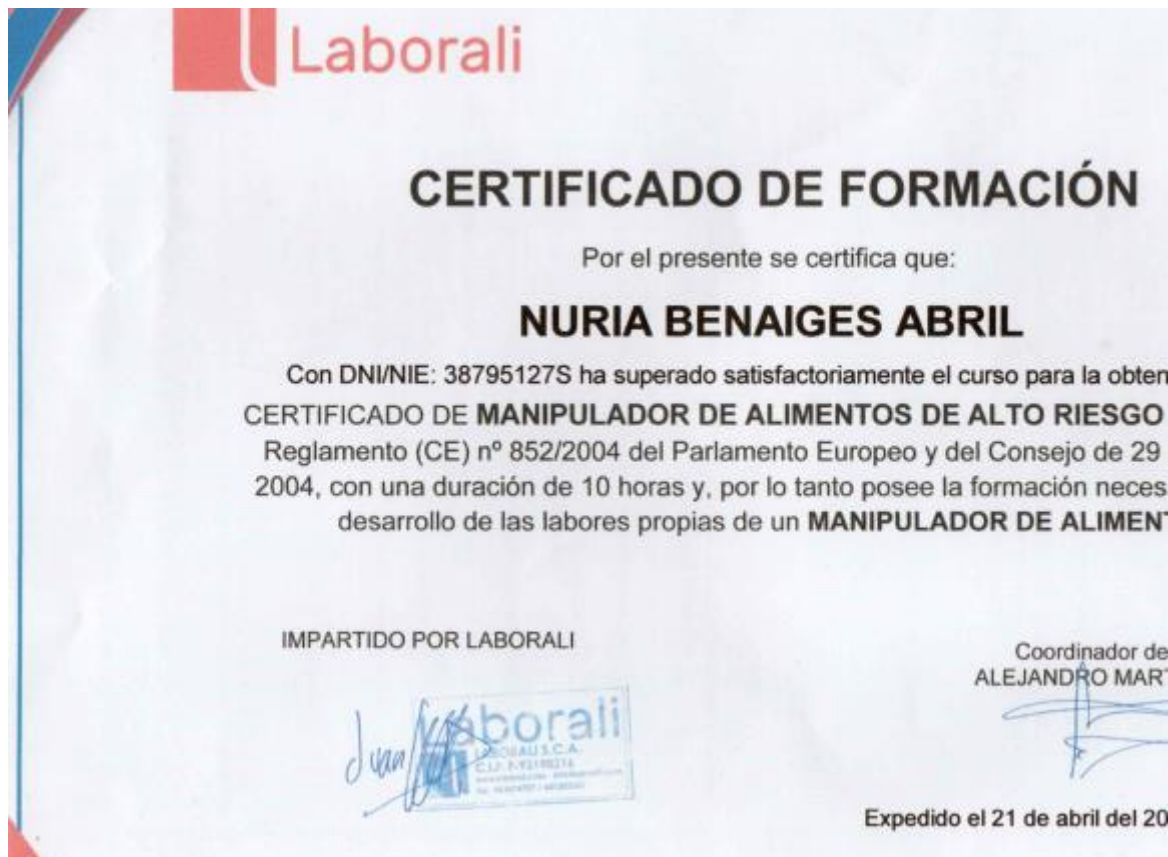 Laborali
CERTIFICADO DE FORMACIÓN
Por el presente se certifica que:
NURIA BENAIGES ABRIL
Con DNI/NIE: 38795127S ha superado satisfactoriamente el curso para la obten
CERTIFICADO DE MANIPULADOR DE ALIMENTOS DE ALTO RIESGO
Reglamento (CE) nº 852/2004 del Parlamento Europeo y del Consejo de 29
2004, con una duración de 10 horas y, por lo tanto posee la formación neces
desarrollo de las labores propias de un MANIPULADOR DE ALIMENT
IMPARTIDO POR LABORALI
Coordinador de
ALEJANDRO MART
Juan
laborali
LABORALI S.C.A.
Expedido el 21 de abril del 20